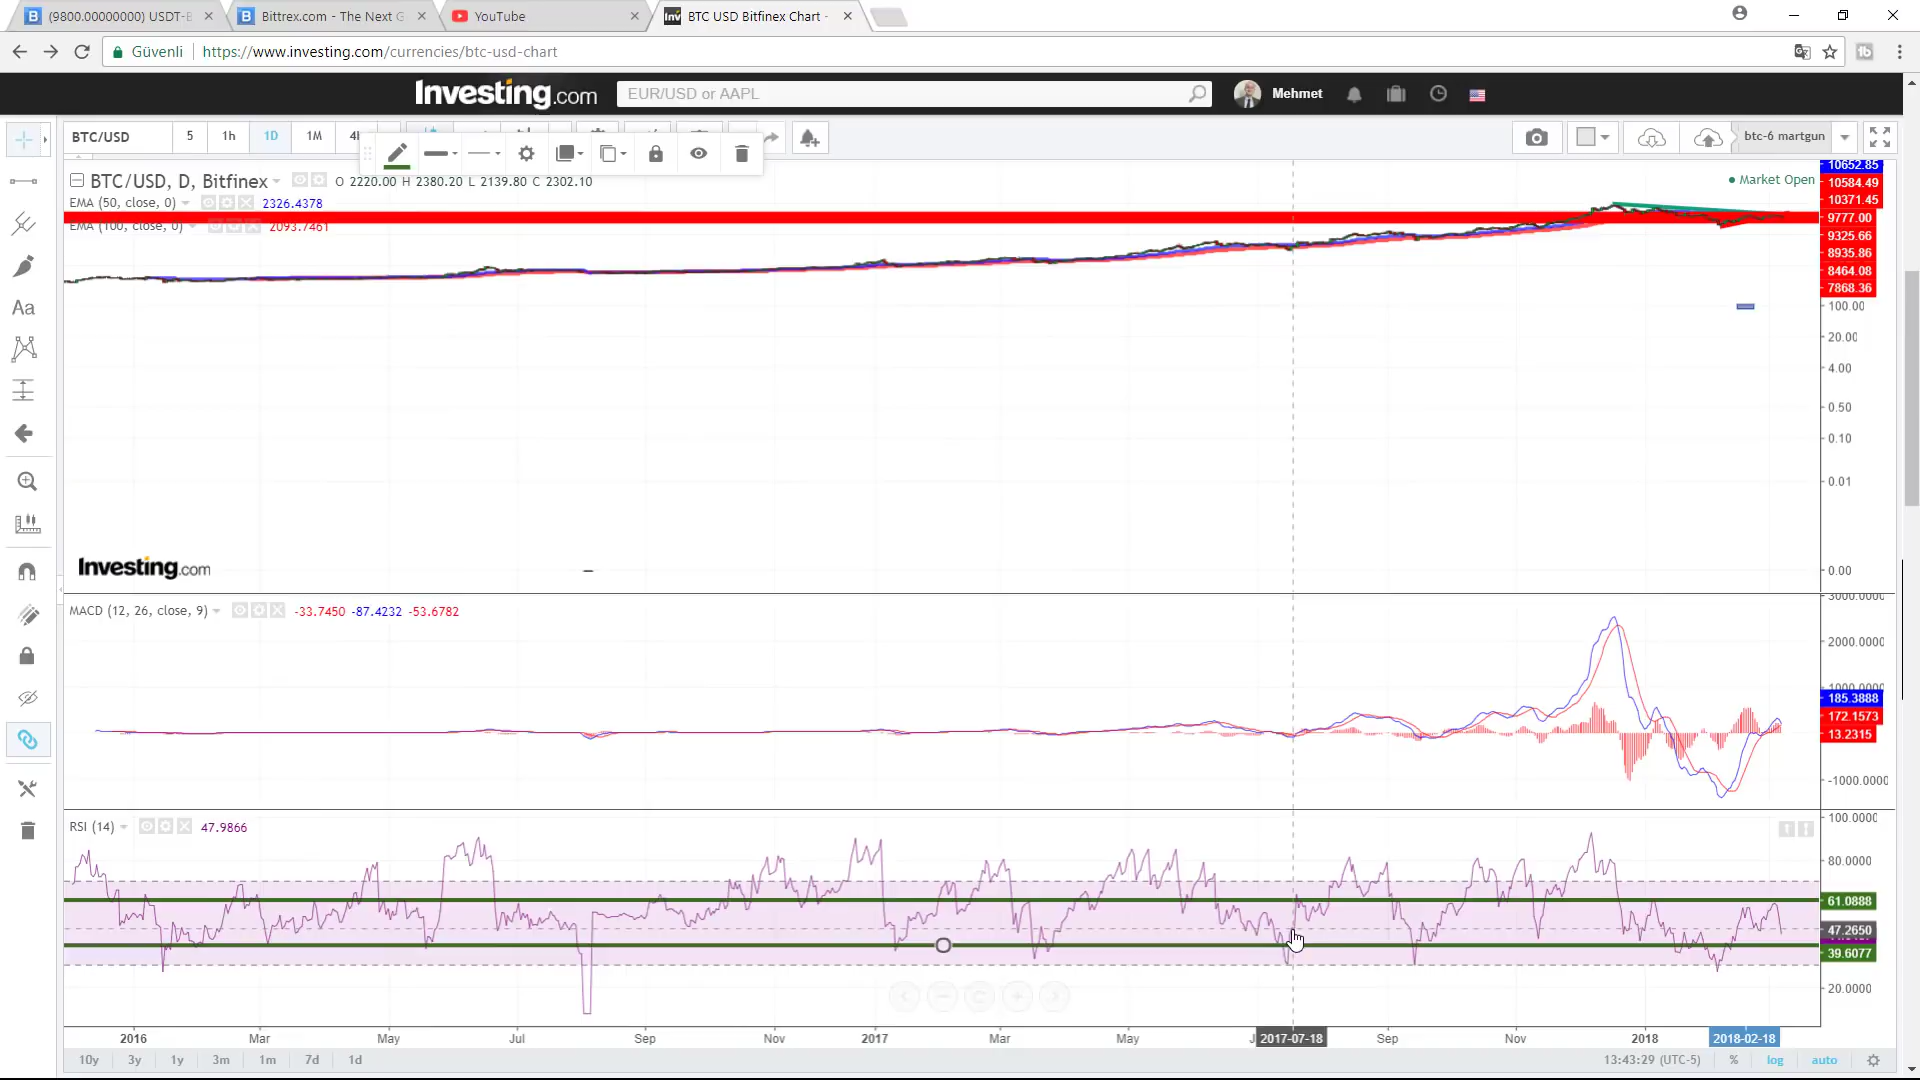 (9800.00000000) USDT-B
Bittrex.com - The Next G
YouTube
BTC USD Bitfinex Chart -
Güvenli
https://www.investing.com/currencies/btc-usd-chart
Investing.com
EUR/USD or AAPL
Mehmet
BTC/USD
5
1h
1D
1M
btc-6 martgun
BTC/USD, D, Bitfinex
O 2220.00 H 2380.20 L 2139.80 C 2302.10
Market Open
EMA (50, close, 0)
2326.4378
EMA (100, close, 0)
2093.7461
10652.85
10584.49
10371.45
9777.00
9325.66
8935.86
8464.08
7868.36
100.00
20.00
4.00
0.50
0.10
0.01
0.00
Investing.com
MACD (12, 26, close, 9)
-33.7450 -87.4232 -53.6782
3000.0000
2000.0000
1000.0000
185.3888
172.1573
13.2315
-1000.0000
RSI (14)
47.9866
100.0000
80.0000
61.0888
47.2650
39.6077
20.0000
2016
Mar
May
Jul
Sep
Nov
2017
Mar
May
2017-07-18
Sep
Nov
2018
2018-02-18
10y
3y
1y
3m
1m
7d
1d
13:43:29 (UTC-5)
%
log
auto